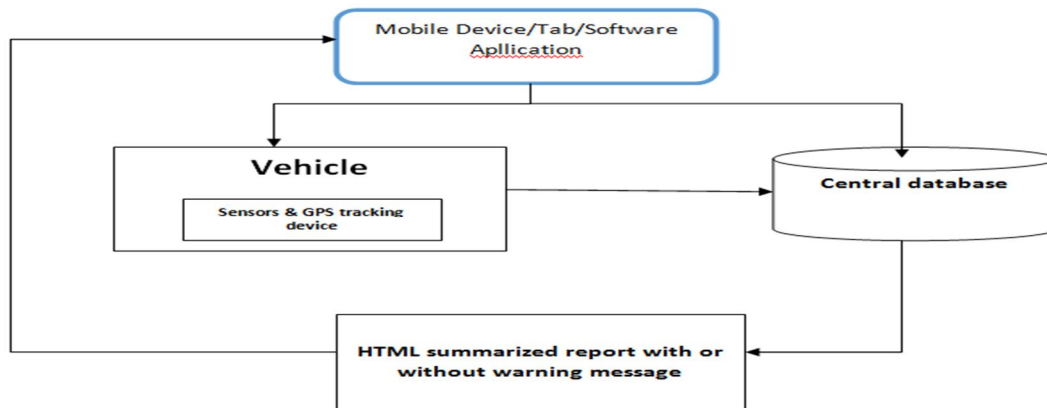 Mobile Device/Tab/Software
Apllication
Vehicle
Sensors & GPS tracking
device
Central database
HTML summarized report with or
without warning message